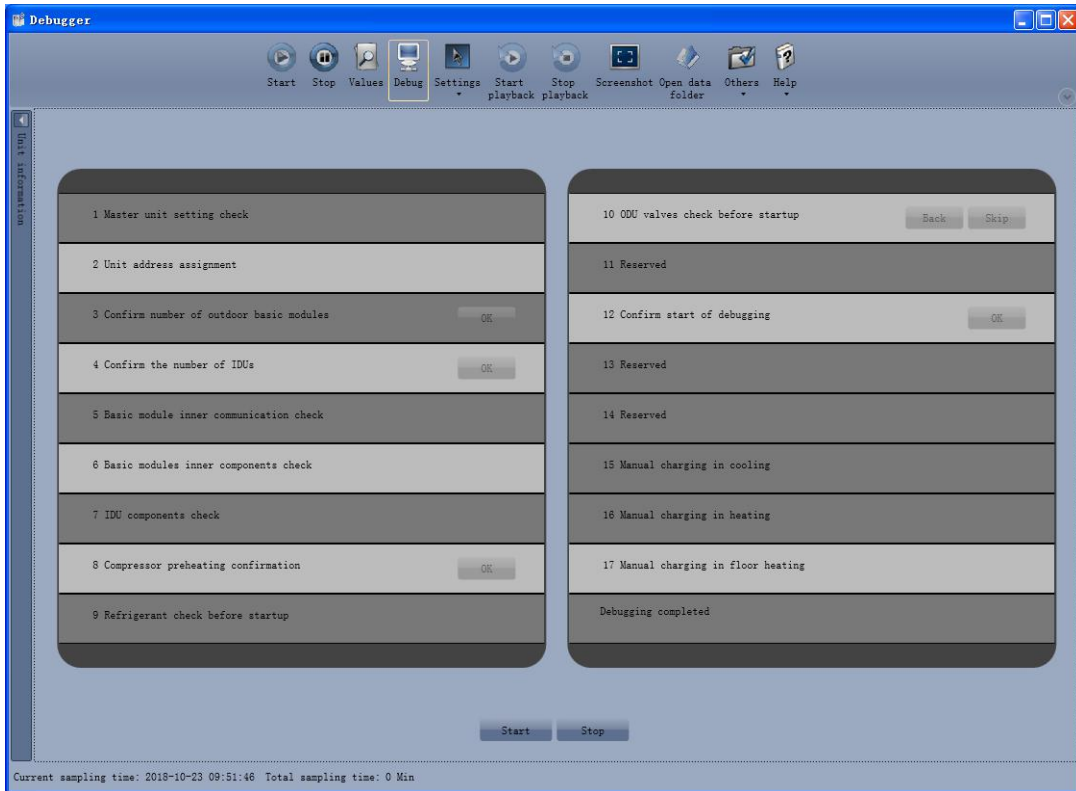 Debugger
Start Stop Values Debug Settings Start playback Stop playback Screenshot Open data folder Others Help
Unit information
1 Master unit setting check
2 Unit address assignment
3 Confirm number of outdoor basic modules OK
4 Confirm the number of IDUs OK
5 Basic module inner communication check
6 Basic modules inner components check
7 IDU components check
8 Compressor preheating confirmation OK
9 Refrigerant check before startup
10 ODU valves check before startup Back Skip
11 Reserved
12 Confirm start of debugging OK
13 Reserved
14 Reserved
15 Manual charging in cooling
16 Manual charging in heating
17 Manual charging in floor heating
Debugging completed
Start Stop
Current sampling time: 2018-10-23 09:51:46 Total sampling time: 0 Min